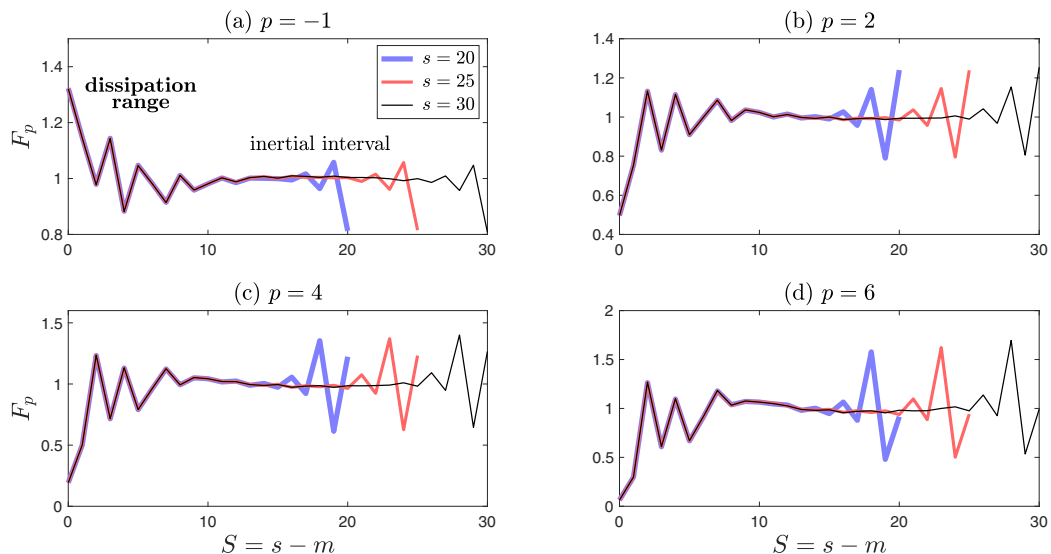 (a) p = −1
F_p
1.4
1.2
1
0.8
0
10
20
30
dissipation
range
inertial interval
s = 20
s = 25
s = 30
(b) p = 2
1.4
1.2
1
0.8
0.6
0.4
0
10
20
30
(c) p = 4
F_p
1.5
1
0.5
0
0
10
20
30
S = s − m
(d) p = 6
2
1.5
1
0.5
0
0
10
20
30
S = s − m